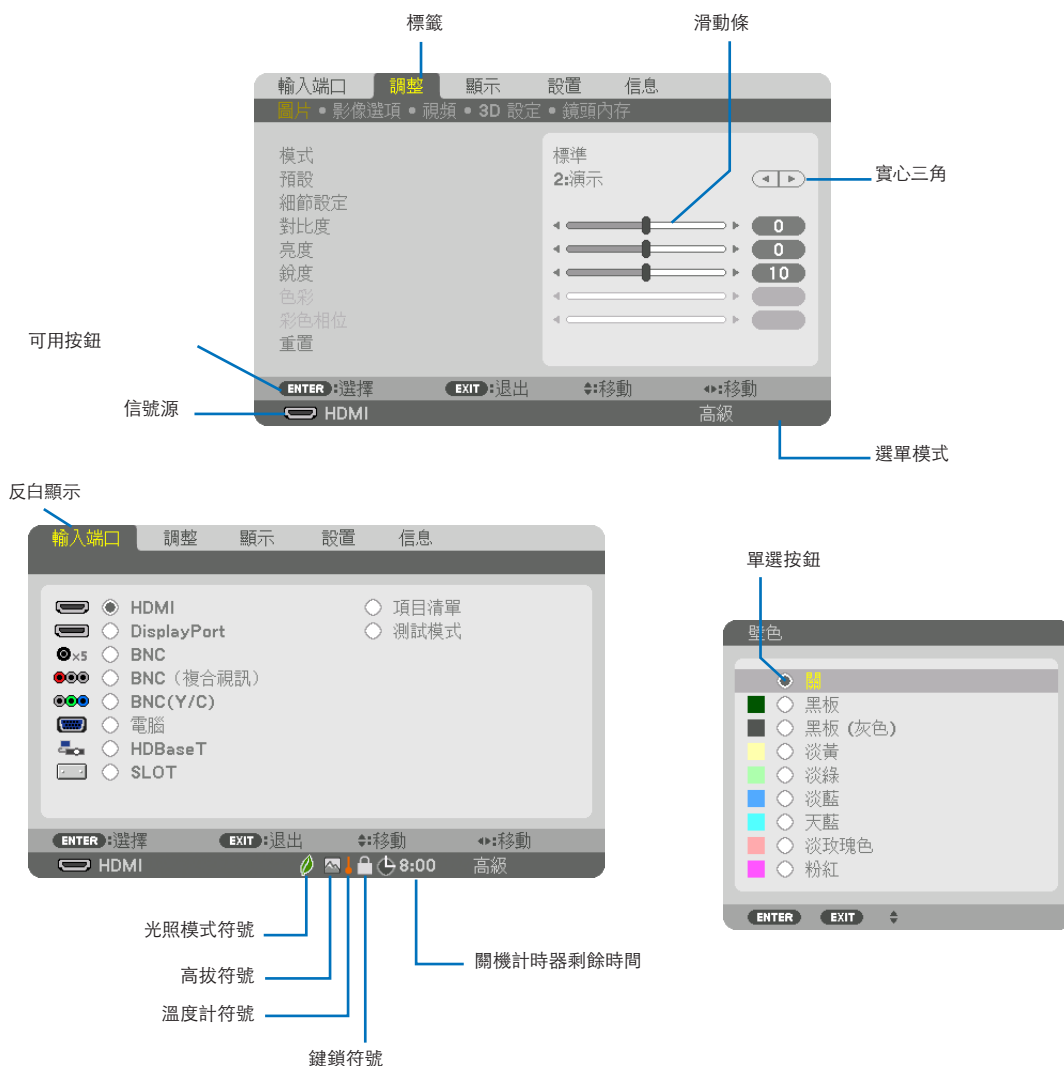 標籤
滑動條
輸入端口 調整 顯示 設置 信息
圖片 • 影像選項 • 視頻 • 3D 設定 • 鏡頭內存
模式 標準
預設 2:演示
實心三角
細節設定
對比度 0
亮度 0
銳度 10
色彩
彩色相位
重置
可用按鈕
ENTER:選擇 EXIT:退出 :移動 :移動
信號源
HDMI 高級
選單模式
反白顯示
輸入端口 調整 顯示 設置 信息
HDMI 項目清單
DisplayPort 測試模式
×5 BNC
BNC（複合視訊）
BNC(Y/C)
電腦
HDBaseT
SLOT
ENTER:選擇 EXIT:退出 :移動 :移動
HDMI 8:00 高級
光照模式符號
關機計時器剩餘時間
高拔符號
溫度計符號
鍵鎖符號
單選按鈕
壁色
關
黑板
黑板 (灰色)
淡黃
淡綠
淡藍
天藍
淡玫瑰色
粉紅
ENTER EXIT